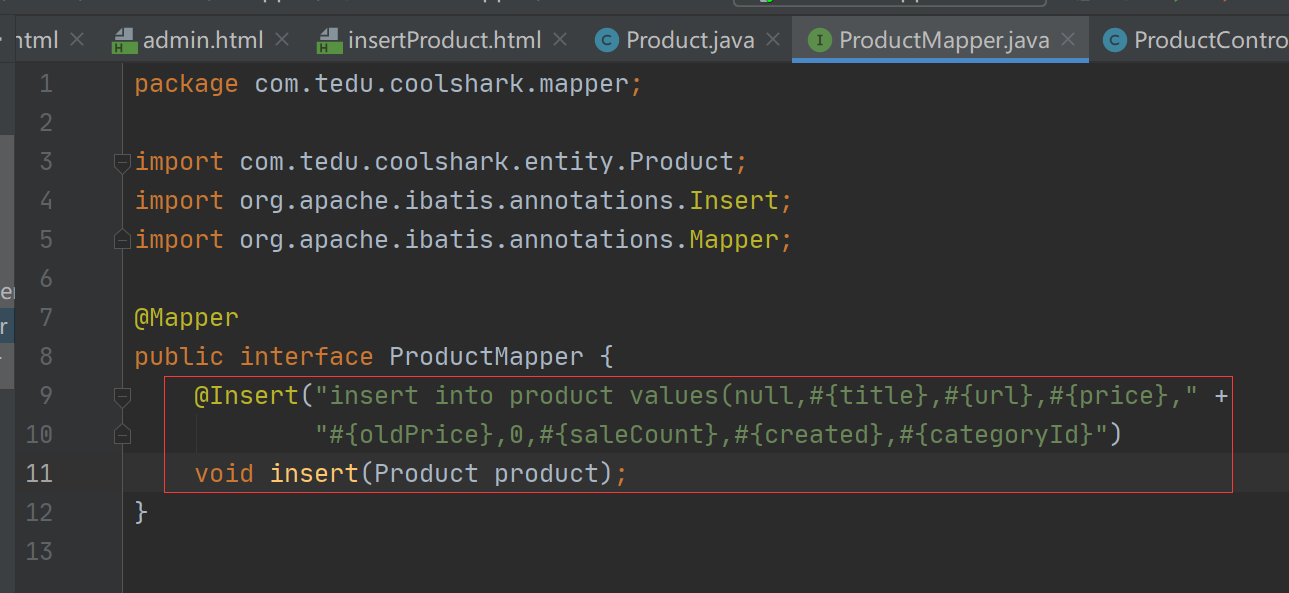 html admin.html insertProduct.html Product.java ProductMapper.java ProductContro
1 package com.tedu.coolshark.mapper;
2
3 import com.tedu.coolshark.entity.Product;
4 import org.apache.ibatis.annotations.Insert;
5 import org.apache.ibatis.annotations.Mapper;
6
7 @Mapper
8 public interface ProductMapper {
9 @Insert("insert into product values(null,#{title},#{url},#{price}," +
10 "#{oldPrice},0,#{saleCount},#{created},#{categoryId}")
11 void insert(Product product);
12 }
13